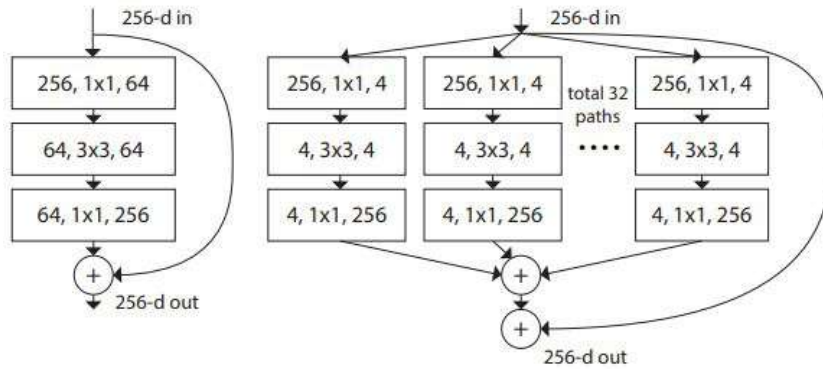 256-d in
256, 1x1, 64
64, 3x3, 64
64, 1x1, 256
+
256-d out
256-d in
256, 1x1, 4
256, 1x1, 4
total 32
paths
256, 1x1, 4
4, 3x3, 4
4, 3x3, 4
....
4, 3x3, 4
4, 1x1, 256
4, 1x1, 256
4, 1x1, 256
+
+
256-d out